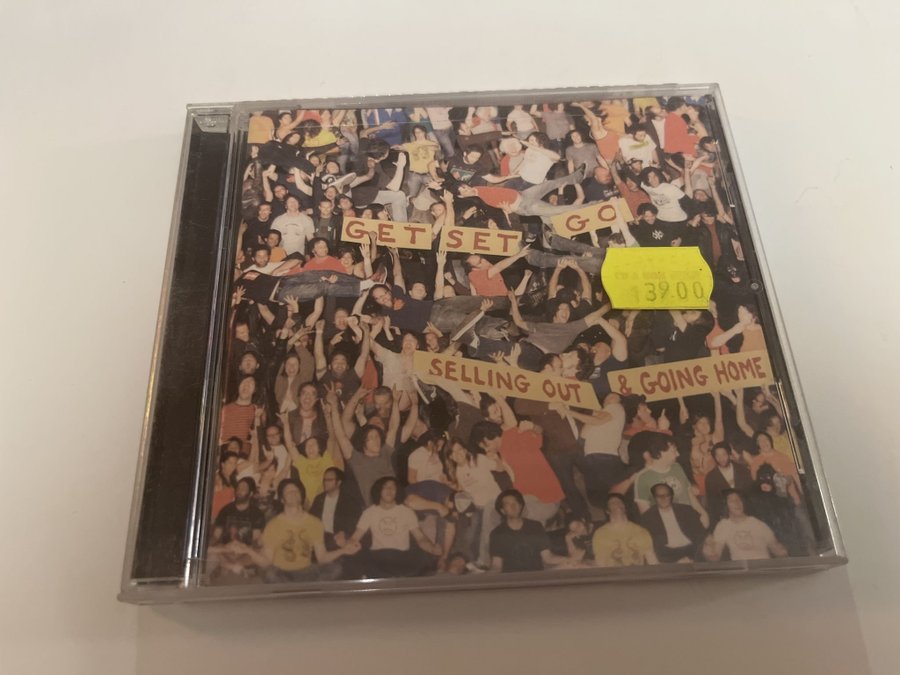 GET SET GO
39.00
SELLING OUT & GOING HOME